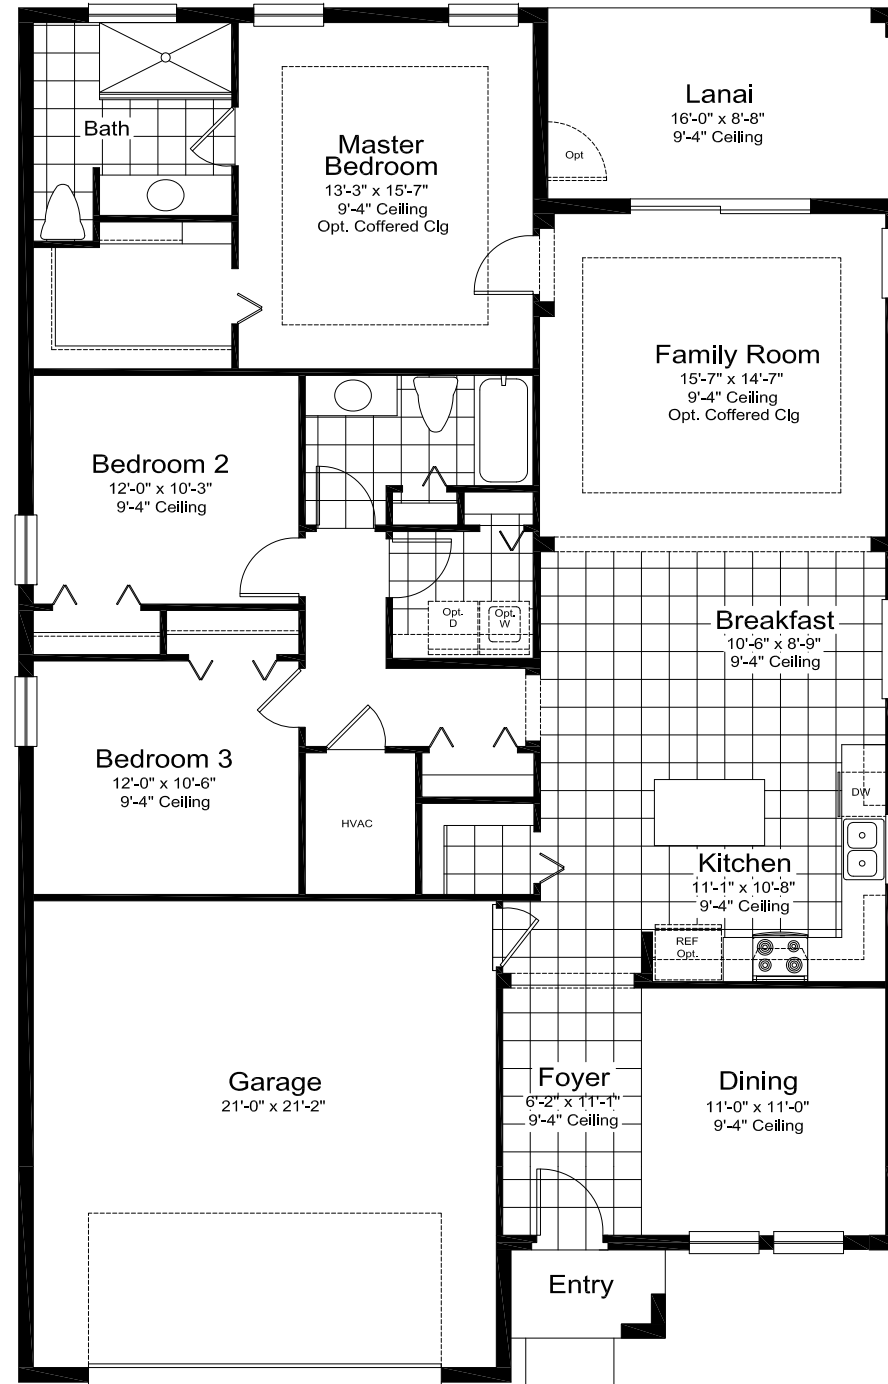 Lanai
16'-0" x 8'-8"
9'-4" Ceiling
Opt
Bath
Master
Bedroom
13'-3" x 15'-7"
9'-4" Ceiling
Opt. Coffered Clg
Family Room
15'-7" x 14'-7"
9'-4" Ceiling
Opt. Coffered Clg
Bedroom 2
12'-0" x 10'-3"
9'-4" Ceiling
Opt.
D
Opt.
W
Breakfast
10'-6" x 8'-9"
9'-4" Ceiling
Bedroom 3
12'-0" x 10'-6"
9'-4" Ceiling
HVAC
DW
Kitchen
11'-1" x 10'-8"
9'-4" Ceiling
REF
Opt.
Garage
21'-0" x 21'-2"
Foyer
6'-2" x 11'-1"
9'-4" Ceiling
Dining
11'-0" x 11'-0"
9'-4" Ceiling
Entry